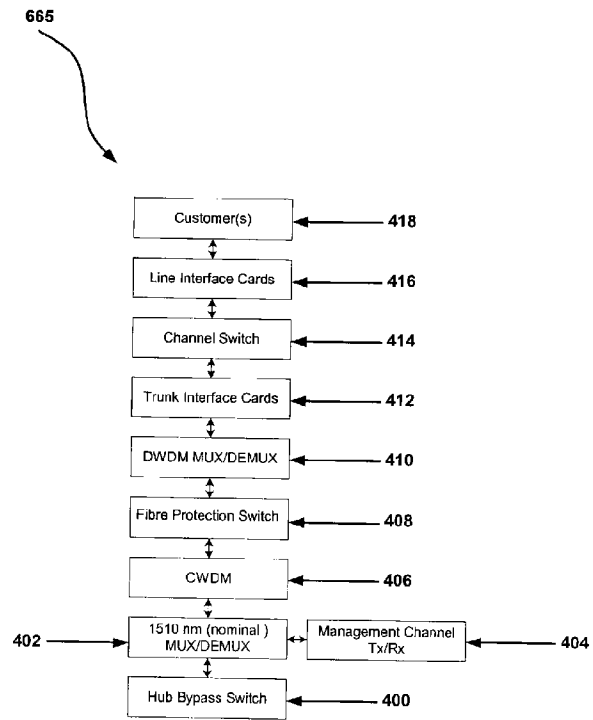 665
Customer(s)
418
Line Interface Cards
416
Channel Switch
414
Trunk Interface Cards
412
DWDM MUX/DEMUX
410
Fibre Protection Switch
408
CWDM
406
402
1510 nm (nominal )
MUX/DEMUX
Management Channel
Tx/Rx
404
Hub Bypass Switch
400